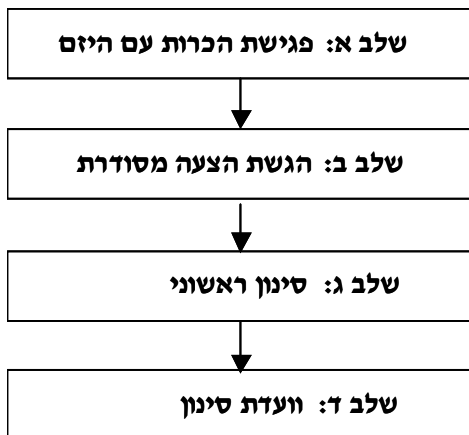 שלב א: פגישת הכרות עם היזם
שלב ב: הגשת הצעה מסודרת
שלב ג: סינון ראשוני
שלב ד: וועדת סינון